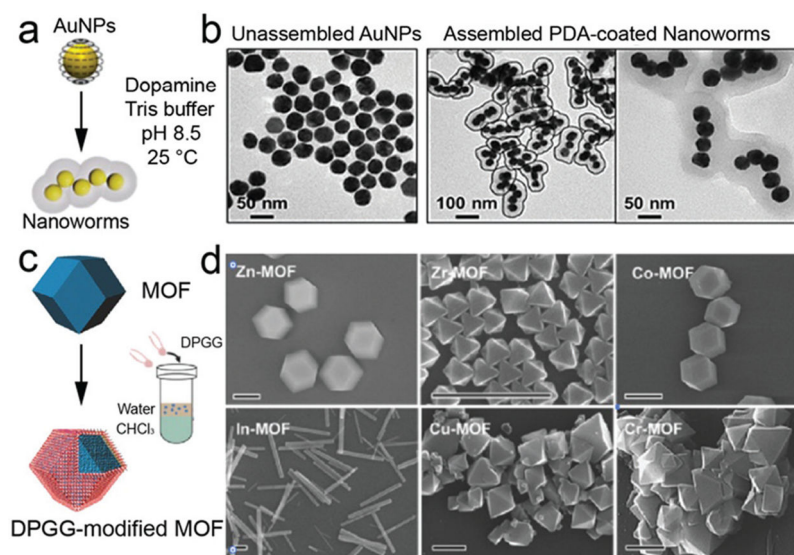 a
AuNPs
Dopamine
Tris buffer
pH 8.5
25 °C
Nanoworms
b
Unassembled AuNPs
Assembled PDA-coated Nanoworms
50 nm
100 nm
50 nm
c
MOF
DPGG
Water
CHCl₃
DPGG-modified MOF
d
Zn-MOF
Zr-MOF
Co-MOF
In-MOF
Cu-MOF
Cr-MOF